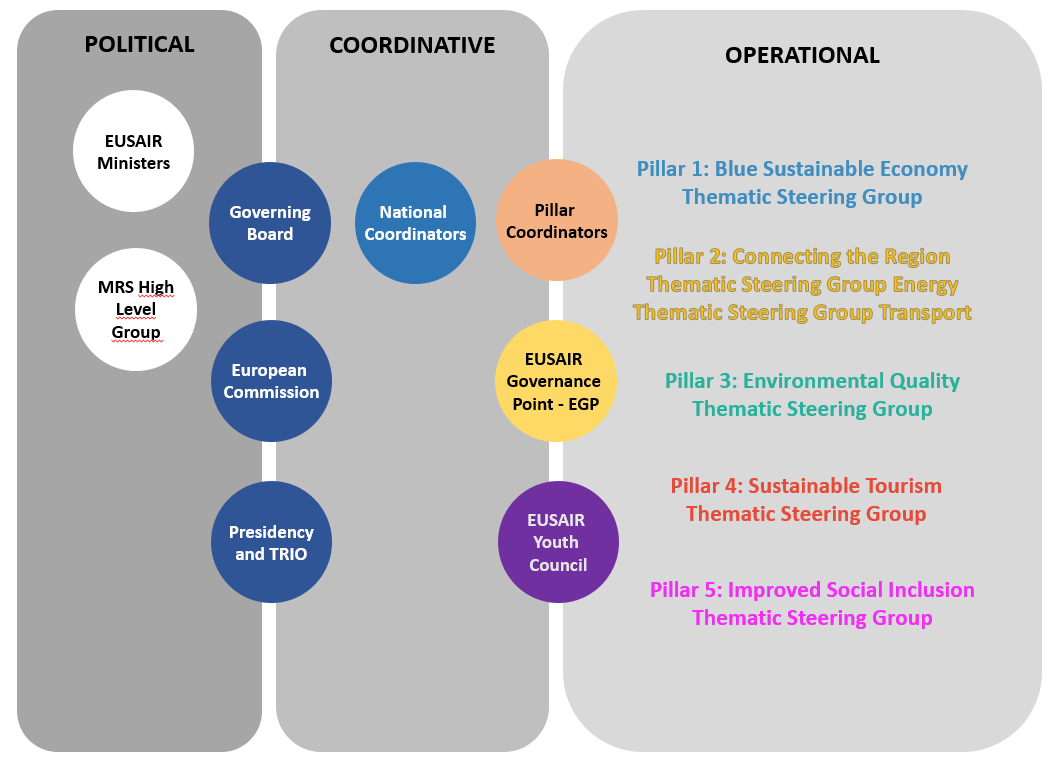 POLITICAL
EUSAIR
Ministers
MRS High
Level
Group
Governing
Board
European
Commission
Presidency
and TRIO
COORDINATIVE
National
Coordinators
Pillar
Coordinators
EUSAIR
Governance
Point - EGP
EUSAIR
Youth
Council
OPERATIONAL
Pillar 1: Blue Sustainable Economy
Thematic Steering Group
Pillar 2: Connecting the Region
Thematic Steering Group Energy
Thematic Steering Group Transport
Pillar 3: Environmental Quality
Thematic Steering Group
Pillar 4: Sustainable Tourism
Thematic Steering Group
Pillar 5: Improved Social Inclusion
Thematic Steering Group